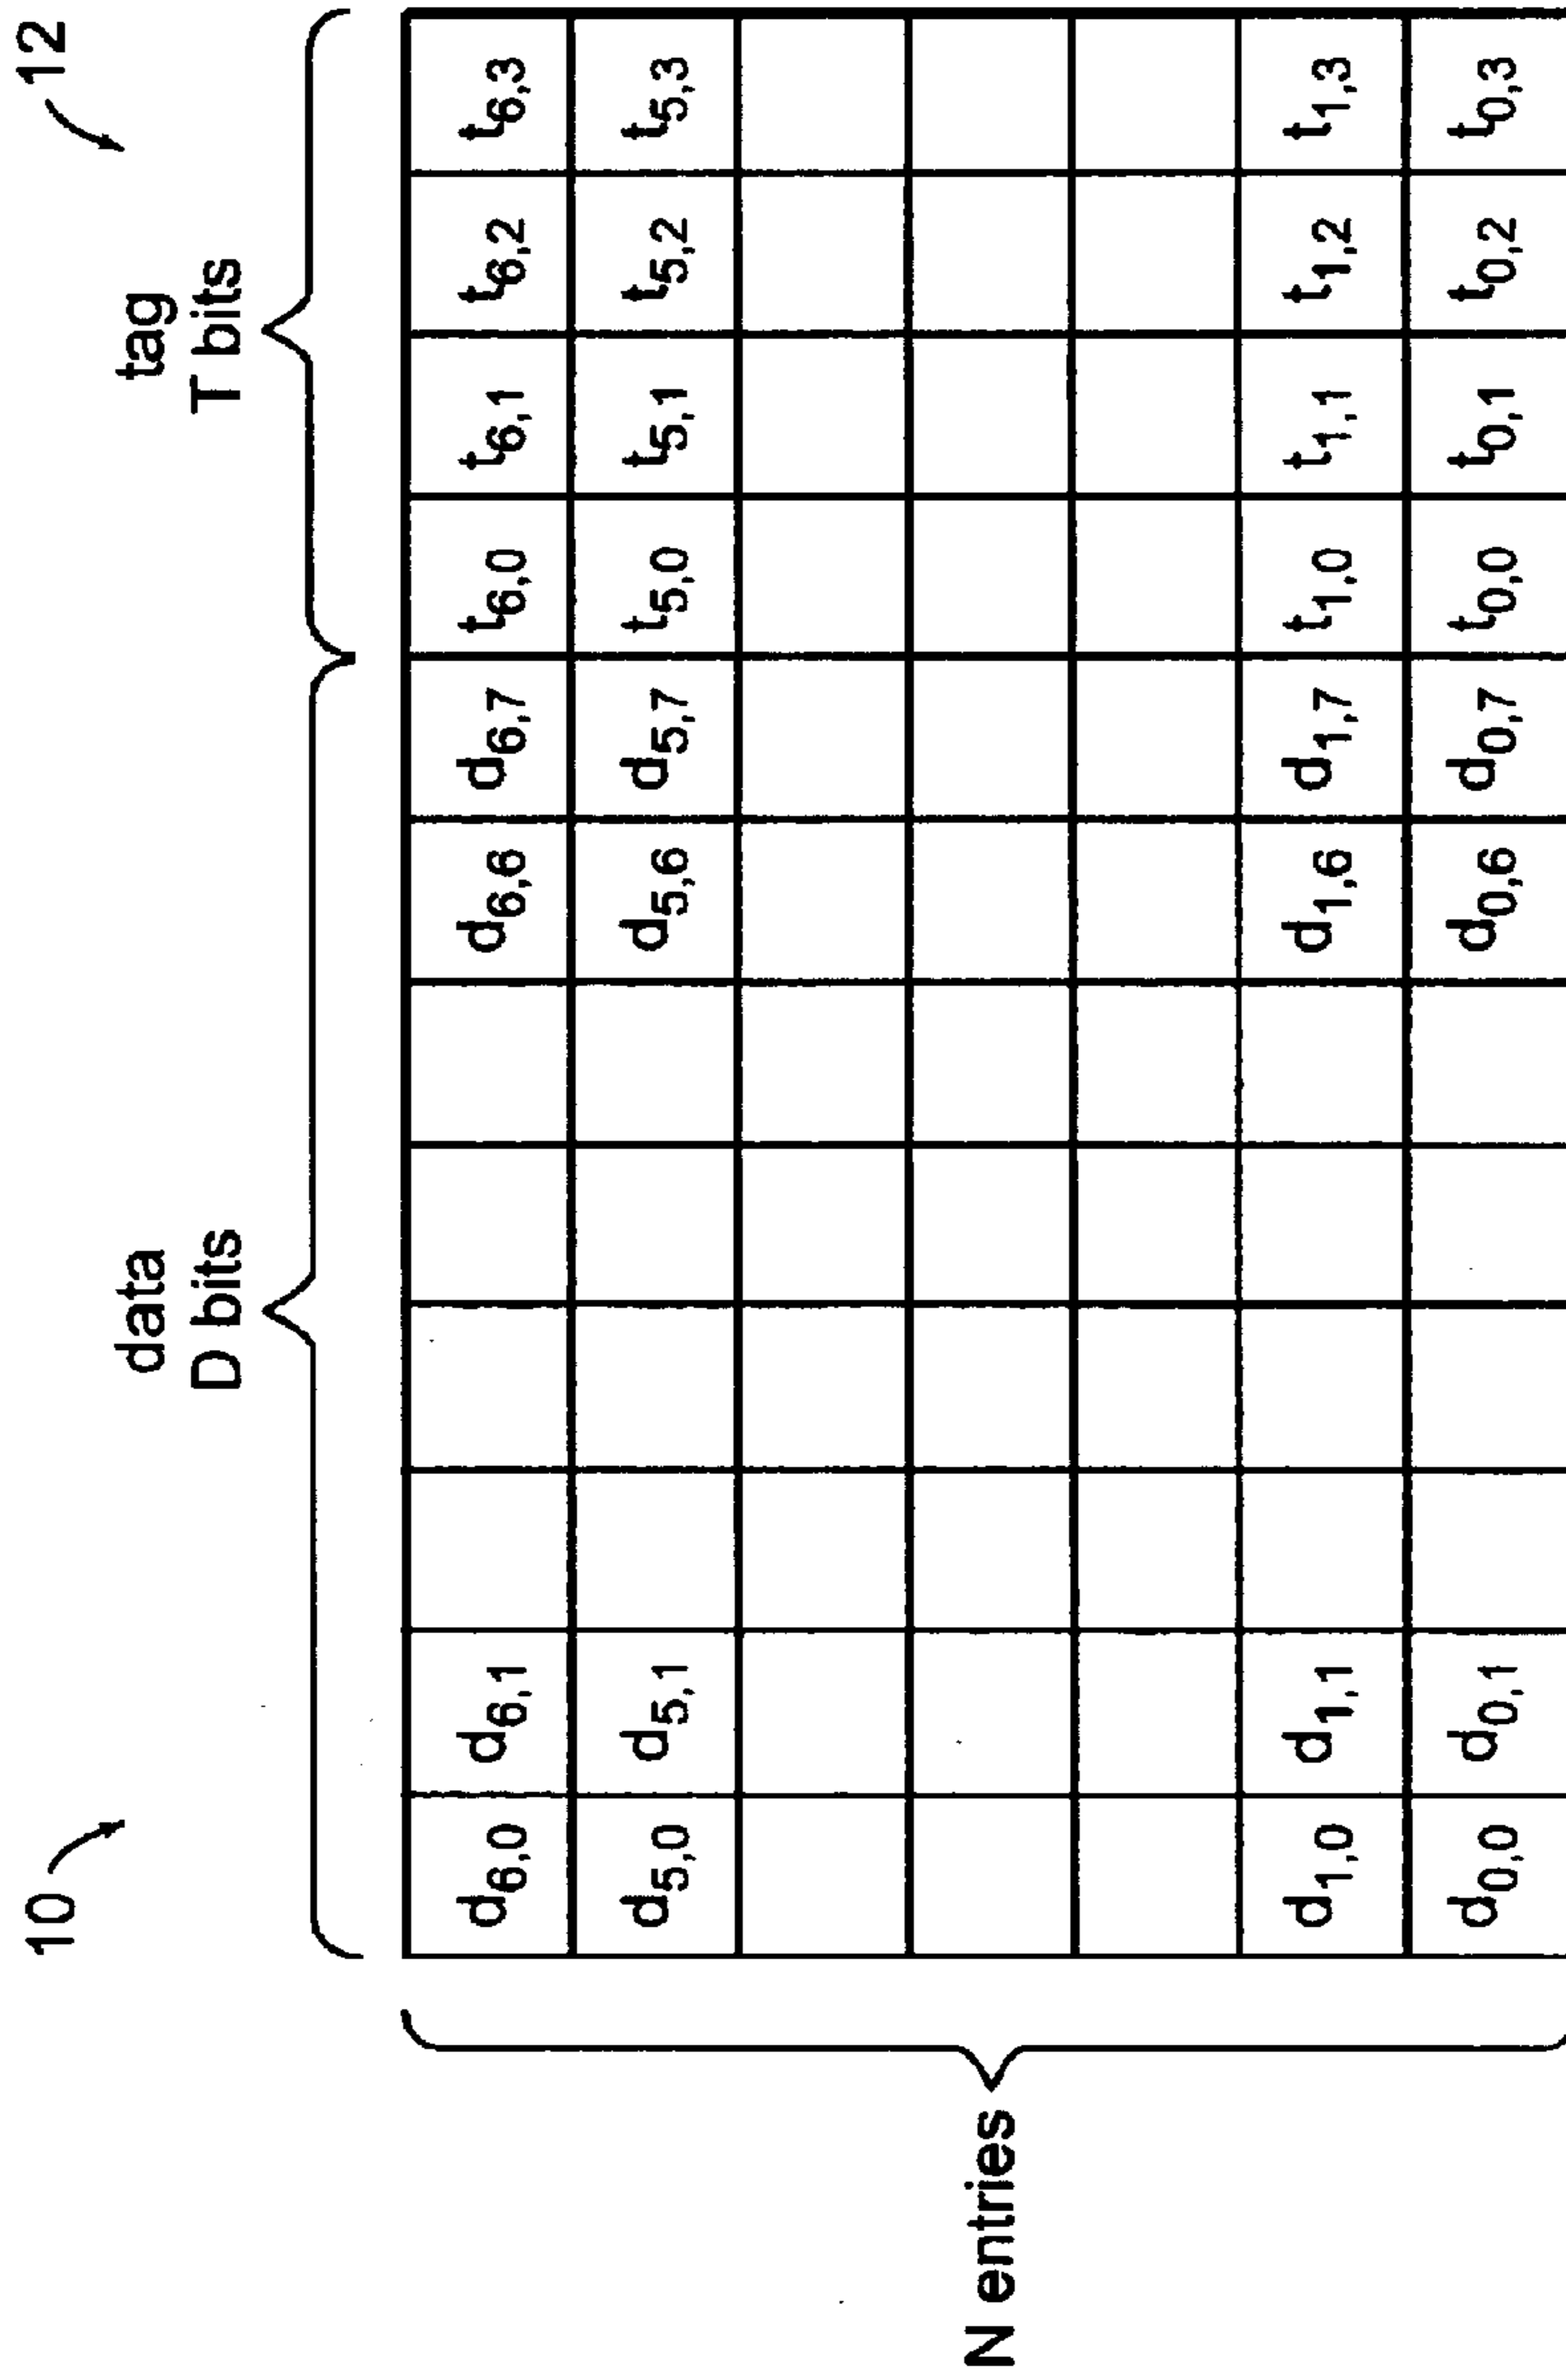 10
12
data
D bits
tag
T bits
d6,0 d6,1 d6,6 d6,7 t6,0 t6,1 t6,2 t6,3
d5,0 d5,1 d5,6 d5,7 t5,0 t5,1 t5,2 t5,3
N entries
d1,0 d1,1 d1,6 d1,7 t1,0 t1,1 t1,2 t1,3
d0,0 d0,1 d0,6 d0,7 t0,0 t0,1 t0,2 t0,3